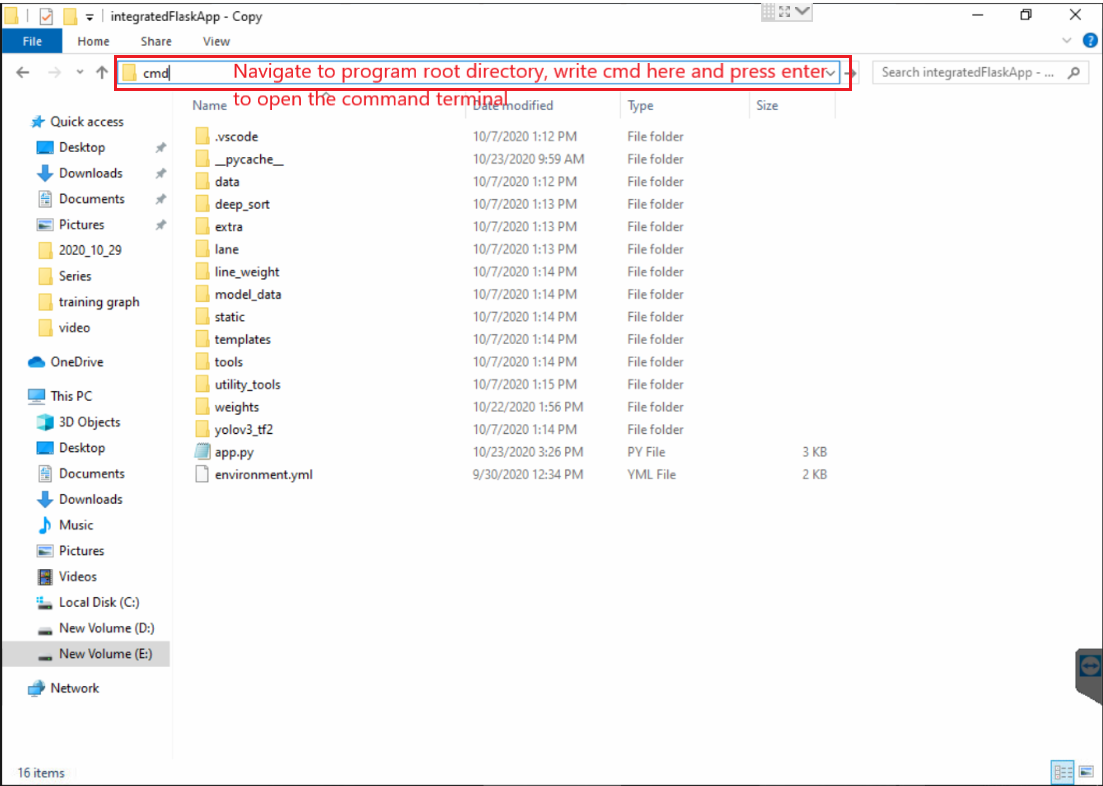 integratedFlaskApp - Copy
File Home Share View
cmd
Navigate to program root directory, write cmd here and press enter
to open the command terminal
Search integratedFlaskApp - ...
Name Date modified Type Size
Quick access
Desktop
Downloads
Documents
Pictures
2020_10_29
Series
training graph
video
OneDrive
This PC
3D Objects
Desktop
Documents
Downloads
Music
Pictures
Videos
Local Disk (C:)
New Volume (D:)
New Volume (E:)
Network
.vscode 10/7/2020 1:12 PM File folder
__pycache__ 10/23/2020 9:59 AM File folder
data 10/7/2020 1:12 PM File folder
deep_sort 10/7/2020 1:13 PM File folder
extra 10/7/2020 1:13 PM File folder
lane 10/7/2020 1:13 PM File folder
line_weight 10/7/2020 1:14 PM File folder
model_data 10/7/2020 1:14 PM File folder
static 10/7/2020 1:14 PM File folder
templates 10/7/2020 1:14 PM File folder
tools 10/7/2020 1:14 PM File folder
utility_tools 10/7/2020 1:15 PM File folder
weights 10/22/2020 1:56 PM File folder
yolov3_tf2 10/7/2020 1:14 PM File folder
app.py 10/23/2020 3:26 PM PY File 3 KB
environment.yml 9/30/2020 12:34 PM YML File 2 KB
16 items